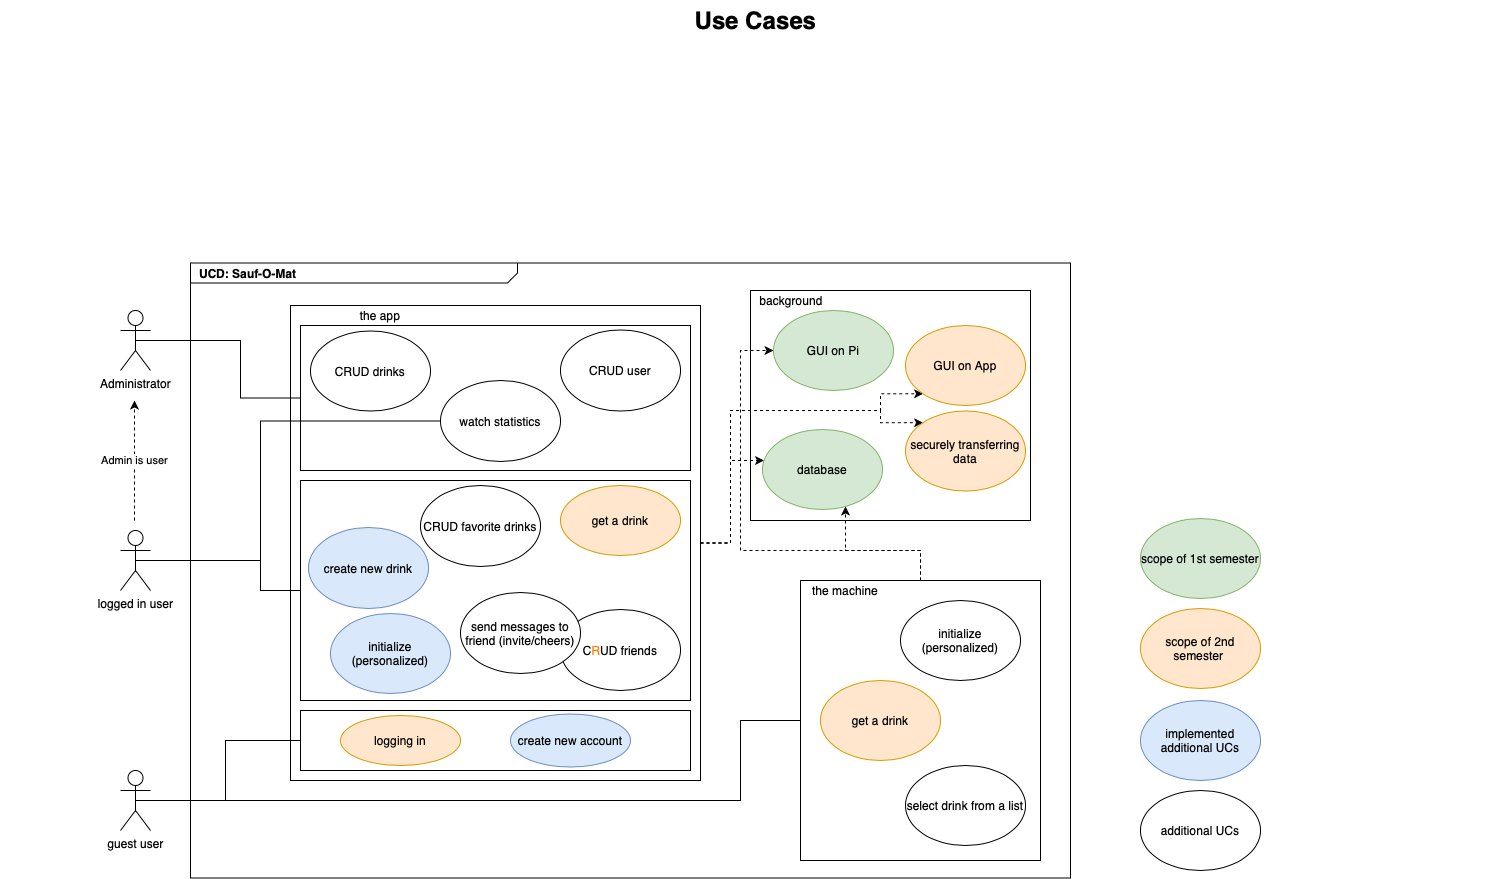 Use Cases
UCD: Sauf-O-Mat
Administrator
Admin is user
logged in user
guest user
the app
CRUD drinks
CRUD user
watch statistics
CRUD favorite drinks
get a drink
create new drink
initialize
(personalized)
send messages to
friend (invite/cheers)
CRUD friends
logging in
create new account
background
GUI on Pi
GUI on App
securely transferring
data
database
the machine
initialize
(personalized)
get a drink
select drink from a list
scope of 1st semester
scope of 2nd
semester
implemented
additional UCs
additional UCs